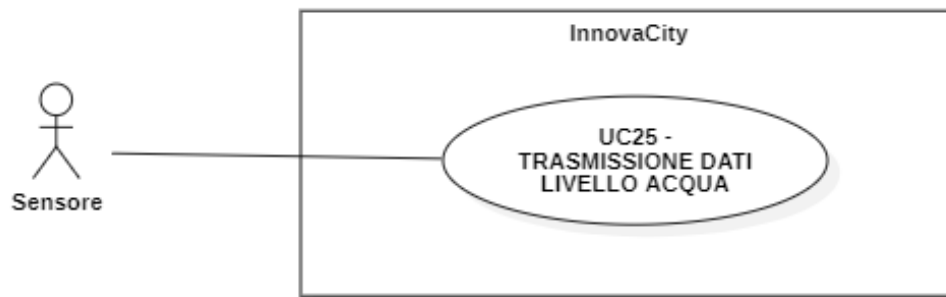 InnovaCity
UC25 -
TRASMISSIONE DATI
LIVELLO ACQUA
Sensore